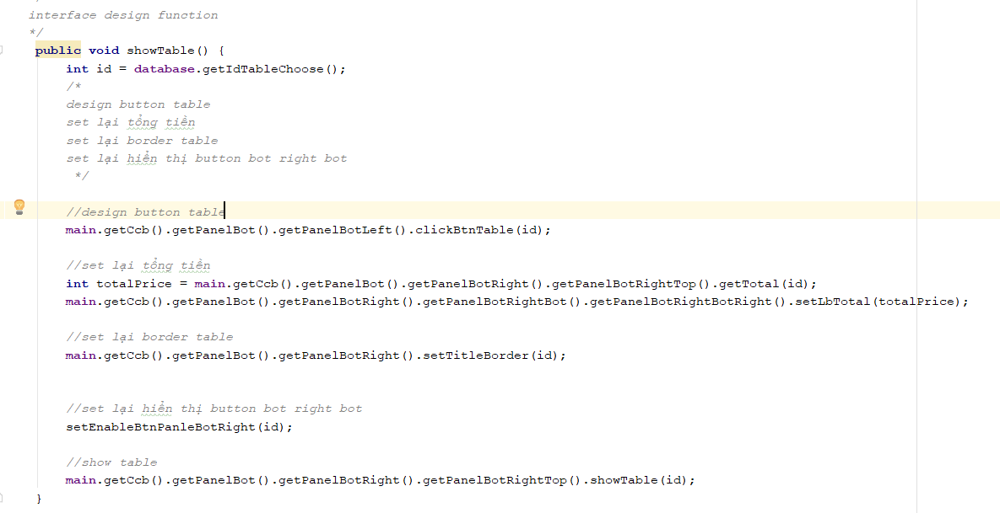 interface design function
*/
public void showTable() {
int id = database.getIdTableChoose();
/*
design button table
set lại tổng tiền
set lại border table
set lại hiển thị button bot right bot
*/
//design button table
main.getCcb().getPanelBot().getPanelBotLeft().clickBtnTable(id);
//set lại tổng tiền
int totalPrice = main.getCcb().getPanelBot().getPanelBotRight().getPanelBotRightTop().getTotal(id);
main.getCcb().getPanelBot().getPanelBotRight().getPanelBotRightBot().getPanelBotRightBotRight().setLbTotal(totalPrice);
//set lại border table
main.getCcb().getPanelBot().getPanelBotRight().setTitleBorder(id);
//set lại hiển thị button bot right bot
setEnableBtnPanleBotRight(id);
//show table
main.getCcb().getPanelBot().getPanelBotRight().getPanelBotRightTop().showTable(id);
}